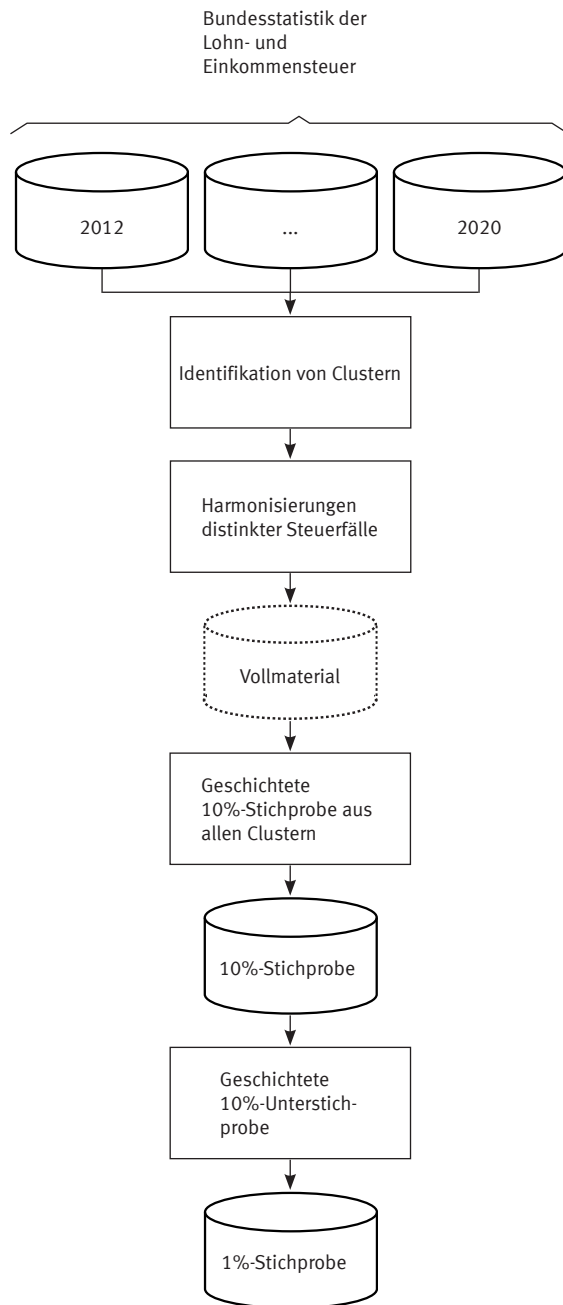 Bundesstatistik der
Lohn- und
Einkommensteuer
2012
...
2020
Identifikation von Clustern
Harmonisierungen
distinkter Steuerfälle
Vollmaterial
Geschichtete
10%-Stichprobe aus
allen Clustern
10%-Stichprobe
Geschichtete
10%-Unterstich-
probe
1%-Stichprobe